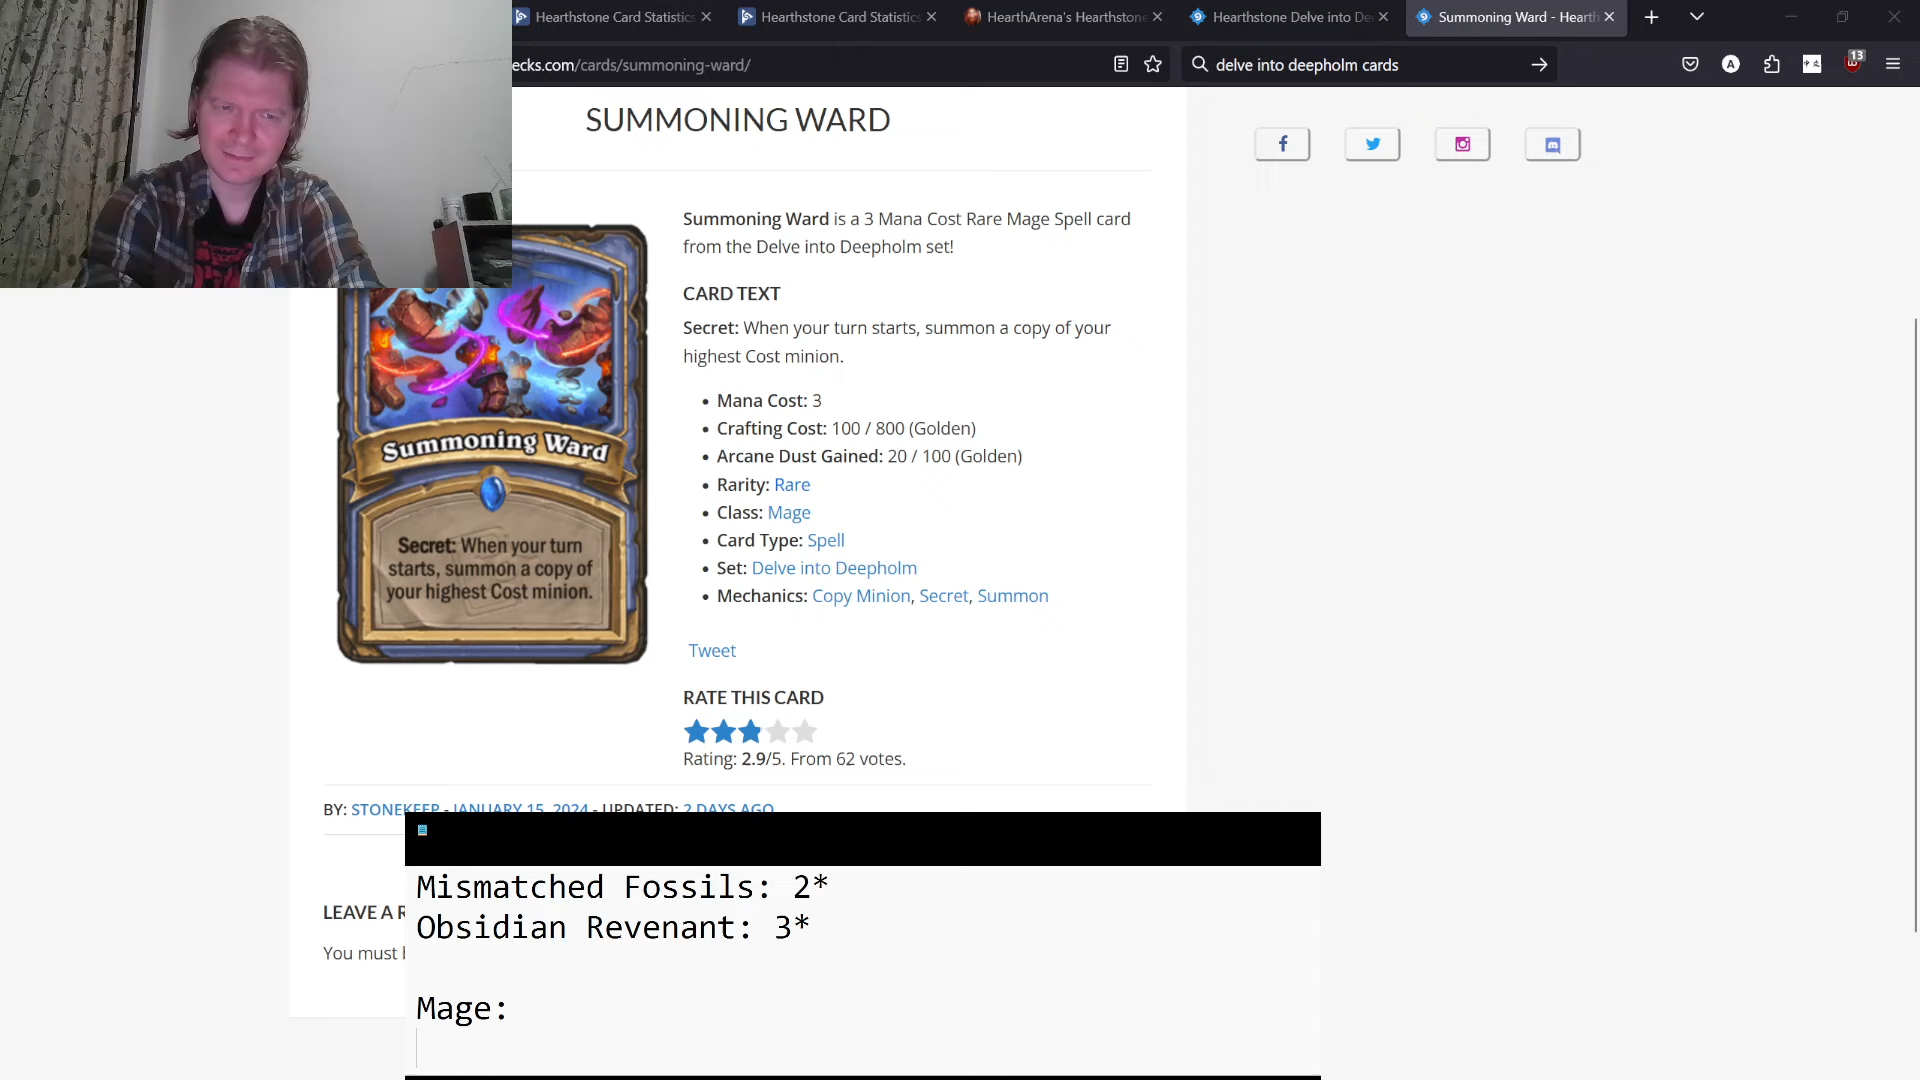 Hearthstone Card Statistics
Hearthstone Card Statistics
HearthArena's Hearthstone
Hearthstone Delve into De
Summoning Ward - Hearth
ecks.com/cards/summoning-ward/
delve into deepholm cards
13
SUMMONING WARD
Summoning Ward is a 3 Mana Cost Rare Mage Spell card
from the Delve into Deepholm set!
CARD TEXT
Secret: When your turn starts, summon a copy of your
highest Cost minion.
• Mana Cost: 3
• Crafting Cost: 100 / 800 (Golden)
• Arcane Dust Gained: 20 / 100 (Golden)
• Rarity: Rare
• Class: Mage
• Card Type: Spell
• Set: Delve into Deepholm
• Mechanics: Copy Minion, Secret, Summon
Summoning Ward
Secret: When your turn
starts, summon a copy of
your highest Cost minion.
Tweet
RATE THIS CARD
Rating: 2.9/5. From 62 votes.
BY: STONEKEEP - JANUARY 15, 2024 - UPDATED: 2 DAYS AGO
LEAVE A R
You must b
Mismatched Fossils: 2*
Obsidian Revenant: 3*
Mage: